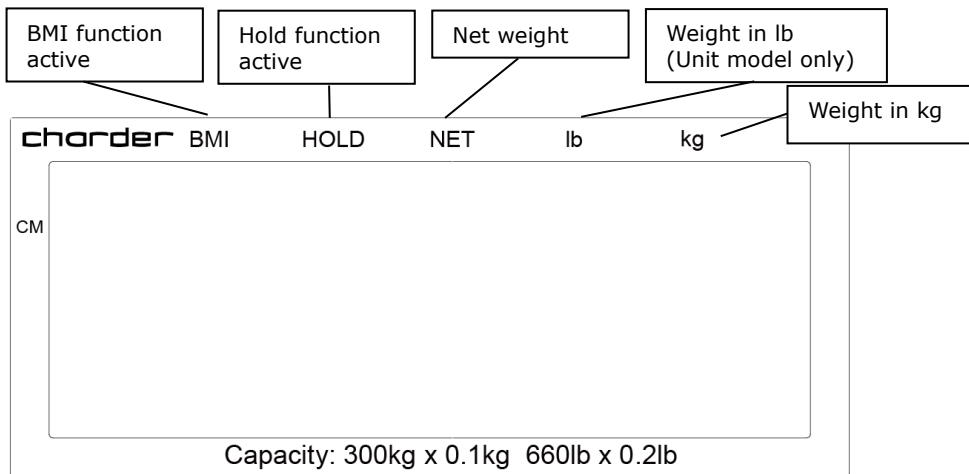 BMI function
active
Hold function
active
Net weight
Weight in lb
(Unit model only)
Weight in kg
charder BMI HOLD NET lb kg
CM
Capacity: 300kg x 0.1kg 660lb x 0.2lb